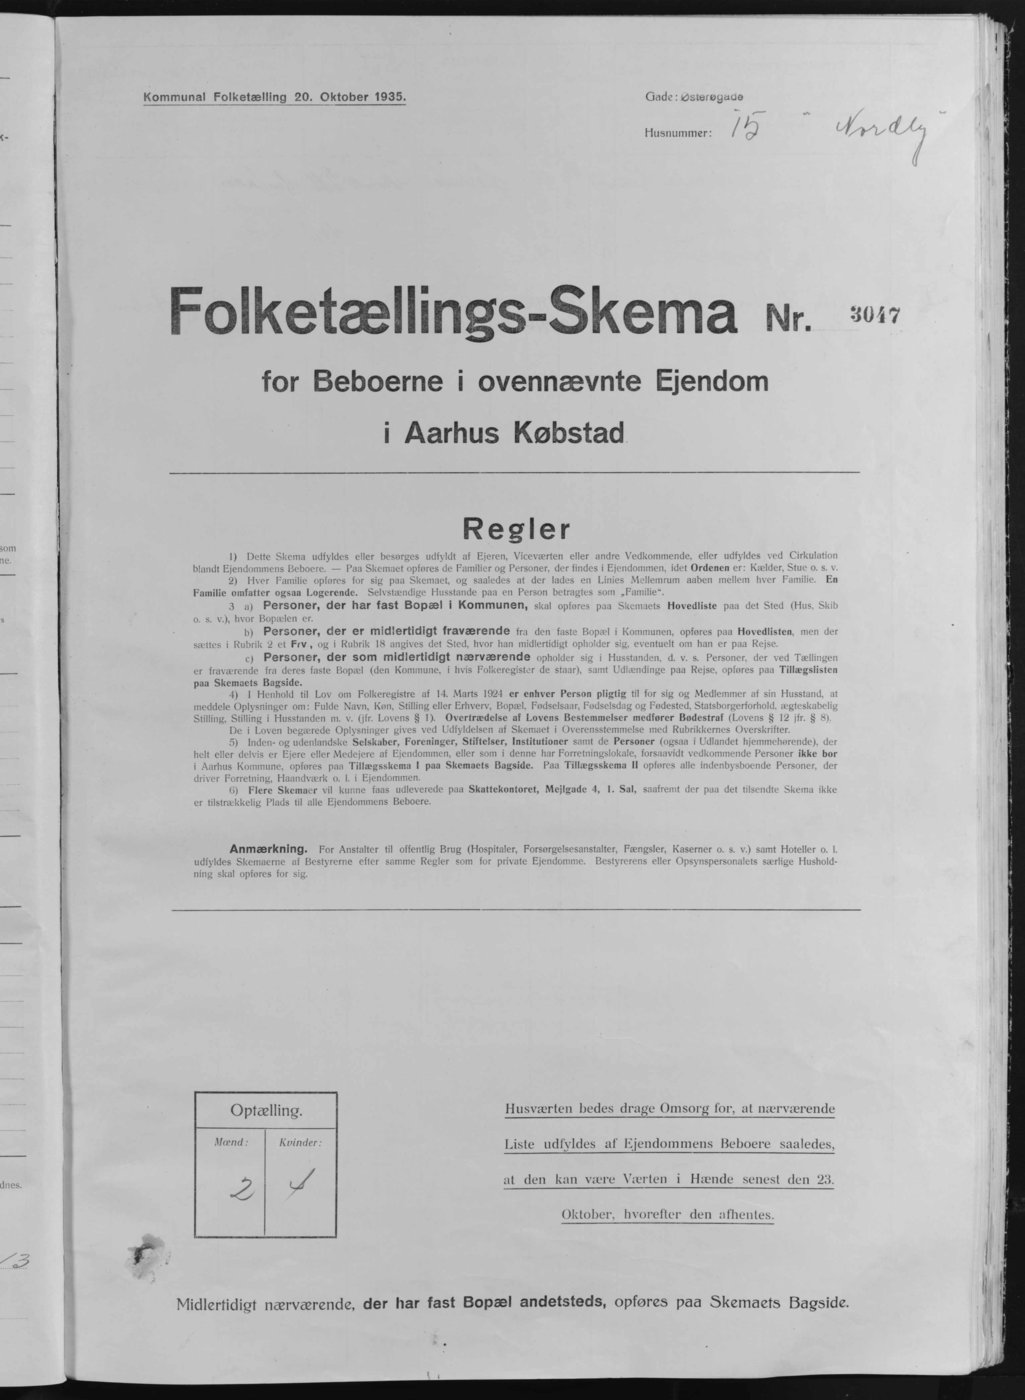 Kommunal Folketælling 20. Oktober 1935.
Gade: Østerøgade
Husnummer: 15 "Nordly"
Folketællings-Skema Nr. 3047
for Beboerne i ovennævnte Ejendom
i Aarhus Købstad
Regler
1) Dette Skema udfyldes eller besørges udfyldt af Ejeren, Viceværten eller andre Vedkommende, eller udfyldes ved Cirkulation
blandt Ejendommens Beboere. — Paa Skemaet opføres de Familier og Personer, der findes i Ejendommen, idet Ordenen er: Kælder, Stue o. s. v.
2) Hver Familie opføres for sig paa Skemaet, og saaledes at der lades en Linies Mellemrum aaben mellem hver Familie. En
Familie omfatter ogsaa Logerende. Selvstændige Husstande paa en Person betragtes som „Familie“.
3 a) Personer, der har fast Bopæl i Kommunen, skal opføres paa Skemaets Hovedliste paa det Sted (Hus, Skib
o. s. v.), hvor Bopælen er.
b) Personer, der er midlertidigt fraværende fra den faste Bopæl i Kommunen, opføres paa Hovedlisten, men der
sættes i Rubrik 2 et Frv., og i Rubrik 18 angives det Sted, hvor han midlertidigt opholder sig, eventuelt om han er paa Rejse.
c) Personer, der som midlertidigt nærværende opholder sig i Husstanden, d. v. s. Personer, der ved Tællingen
er fraværende fra deres faste Bopæl (den Kommune, i hvis Folkeregister de staar), samt Udlændinge paa Rejse, opføres paa Tillægslisten
paa Skemaets Bagside.
4) I Henhold til Lov om Folkeregistre af 14. Marts 1924 er enhver Person pligtig til for sig og Medlemmer af sin Husstand, at
meddele Oplysninger om: Fulde Navn, Køn, Stilling eller Erhverv, Bopæl, Fødselsaar, Fødselsdag og Fødested, Statsborgerforhold, ægteskabelig
Stilling, Stilling i Husstanden m. v. (jfr. Lovens § 1). Overtrædelse af Lovens Bestemmelser medfører Bødestraf (Lovens § 12 jfr. § 8).
De i Loven begærede Oplysninger gives ved Udfyldelsen af Skemaet i Overensstemmelse med Rubrikkernes Overskrifter.
5) Inden- og udenlandske Selskaber, Foreninger, Stiftelser, Institutioner samt de Personer (ogsaa i Udlandet hjemmehørende), der
helt eller delvis er Ejere eller Medejere af Ejendommen, eller som i denne har Forretningslokale, forsaavidt vedkommende Personer ikke bor
i Aarhus Kommune, opføres paa Tillægsskema I paa Skemaets Bagside. Paa Tillægsskema II opføres alle indenbysboende Personer, der
driver Forretning, Haandværk o. l. i Ejendommen.
6) Flere Skemaer vil kunne faas udleverede paa Skattekontoret, Mejlgade 4, 1. Sal, saafremt der paa det tilsendte Skema ikke
er tilstrækkelig Plads til alle Ejendommens Beboere.
Anmærkning. For Anstalter til offentlig Brug (Hospitaler, Forsørgelsesanstalter, Fængsler, Kaserner o. s. v.) samt Hoteller o. l.
udfyldes Skemaerne af Bestyrerne efter samme Regler som for private Ejendomme. Bestyrerens eller Opsynspersonalets særlige Hushold-
ning skal opføres for sig.
Optælling.
Mænd: Kvinder:
2 4
Husværten bedes drage Omsorg for, at nærværende
Liste udfyldes af Ejendommens Beboere saaledes,
at den kan være Værten i Hænde senest den 23.
Oktober, hvorefter den afhentes.
Midlertidigt nærværende, der har fast Bopæl andetsteds, opføres paa Skemaets Bagside.